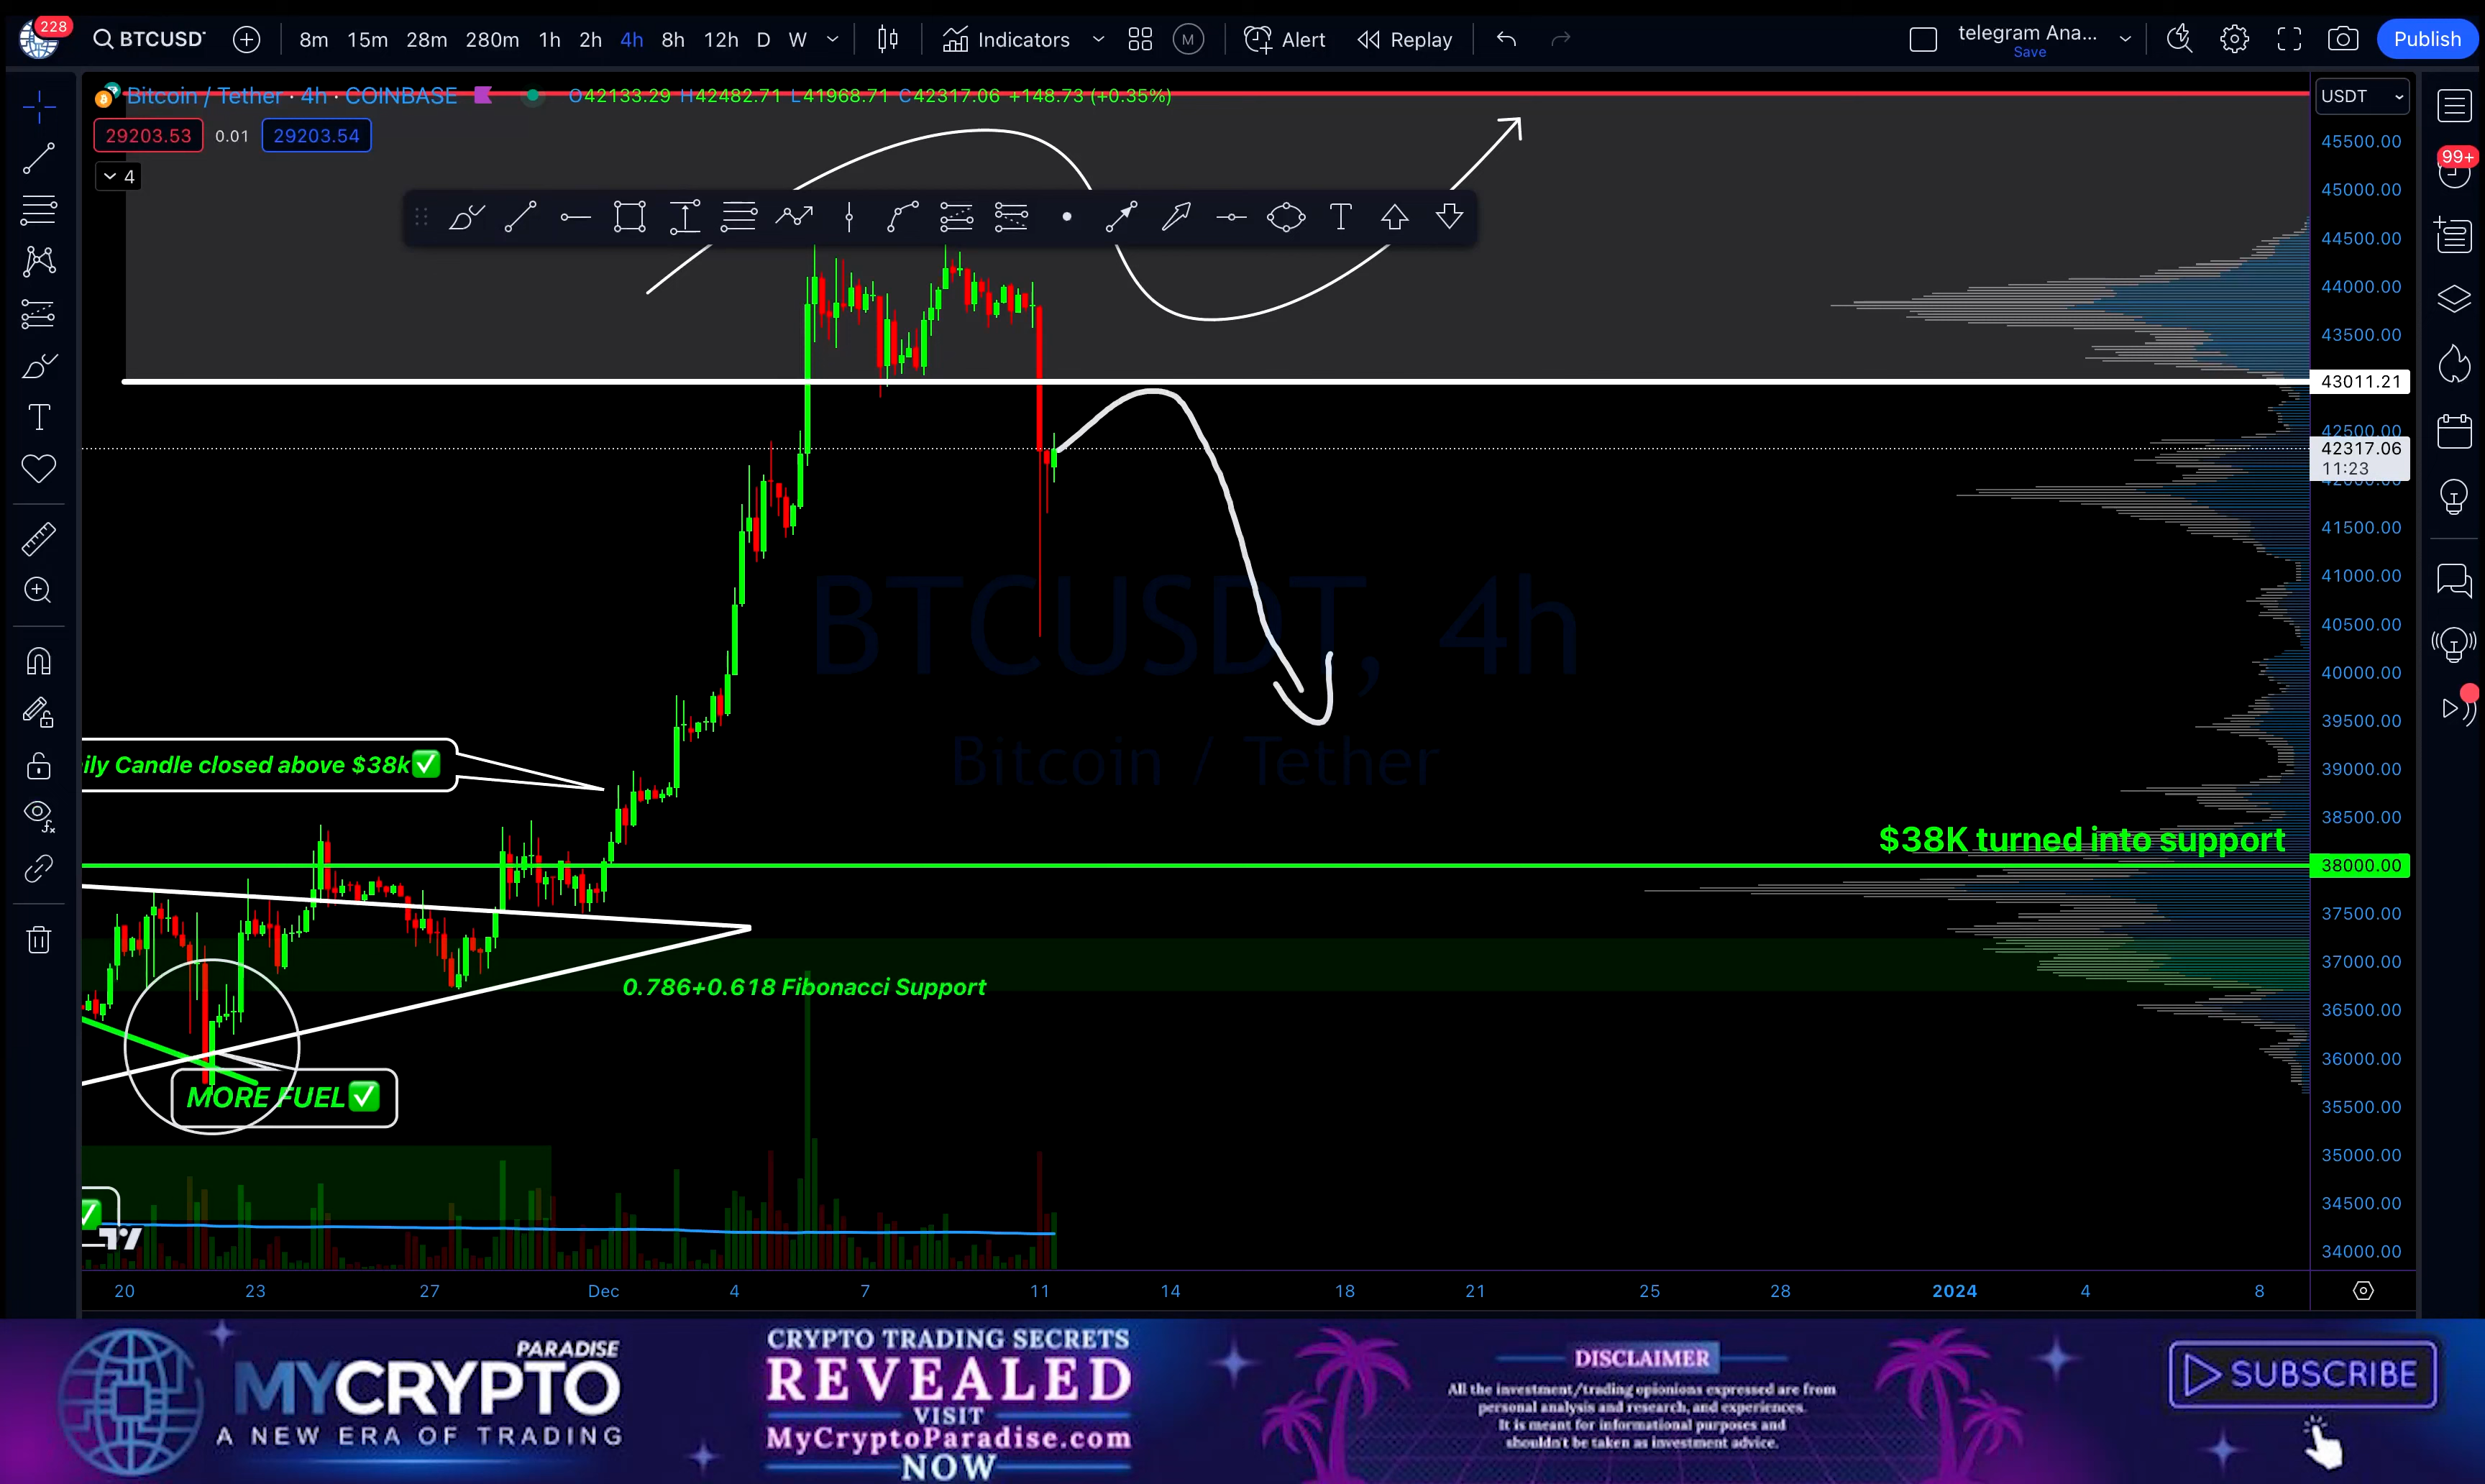 228
BTCUSD
8m 15m 28m 280m 1h 2h 4h 8h 12h D W
Indicators
M
Alert
Replay
telegram Ana...
Save
Publish
Bitcoin / Tether · 4h · COINBASE
O42133.29 H42482.71 L41968.71 C42317.06 +148.73 (+0.35%)
USDT
29203.53 0.01 29203.54
4
99+
45500.00
45000.00
44500.00
44000.00
43500.00
43011.21
42500.00
42317.06
11:23
42000.00
41500.00
41000.00
40500.00
40000.00
39500.00
39000.00
38500.00
38000.00
37500.00
37000.00
36500.00
36000.00
35500.00
35000.00
34500.00
34000.00
BTCUSDT, 4h
Bitcoin / Tether
ily Candle closed above $38k✅
$38K turned into support
0.786+0.618 Fibonacci Support
MORE FUEL✅
20 23 27 Dec 4 7 11 14 18 21 25 28 2024 4 8
PARADISE
MYCRYPTO
A NEW ERA OF TRADING
CRYPTO TRADING SECRETS
REVEALED
VISIT
MyCryptoParadise.com
NOW
DISCLAIMER
All the investment/trading opionions expressed are from
personal analysis and research, and experiences.
It is meant for informational purposes and
shouldn't be taken as investment advice.
SUBSCRIBE